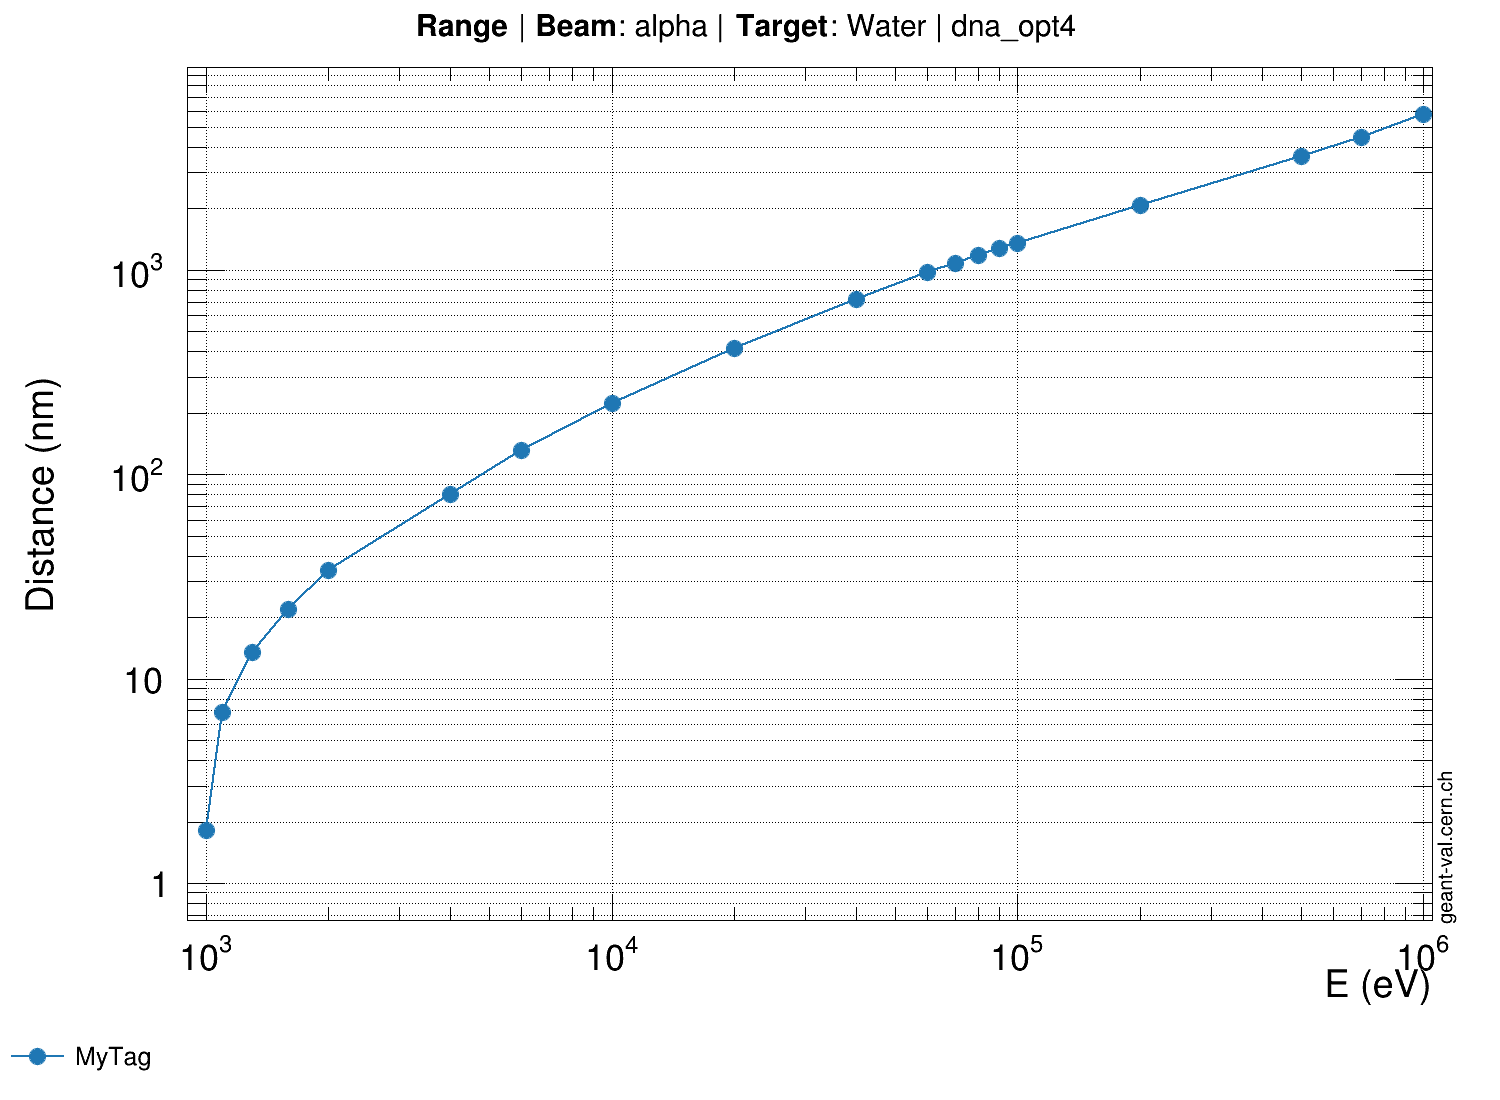 Range | Beam: alpha | Target: Water | dna_opt4
Distance (nm)
10³
10²
10
1
10³ 10⁴ 10⁵ 10⁶
E (eV)
geant-val.cern.ch
MyTag